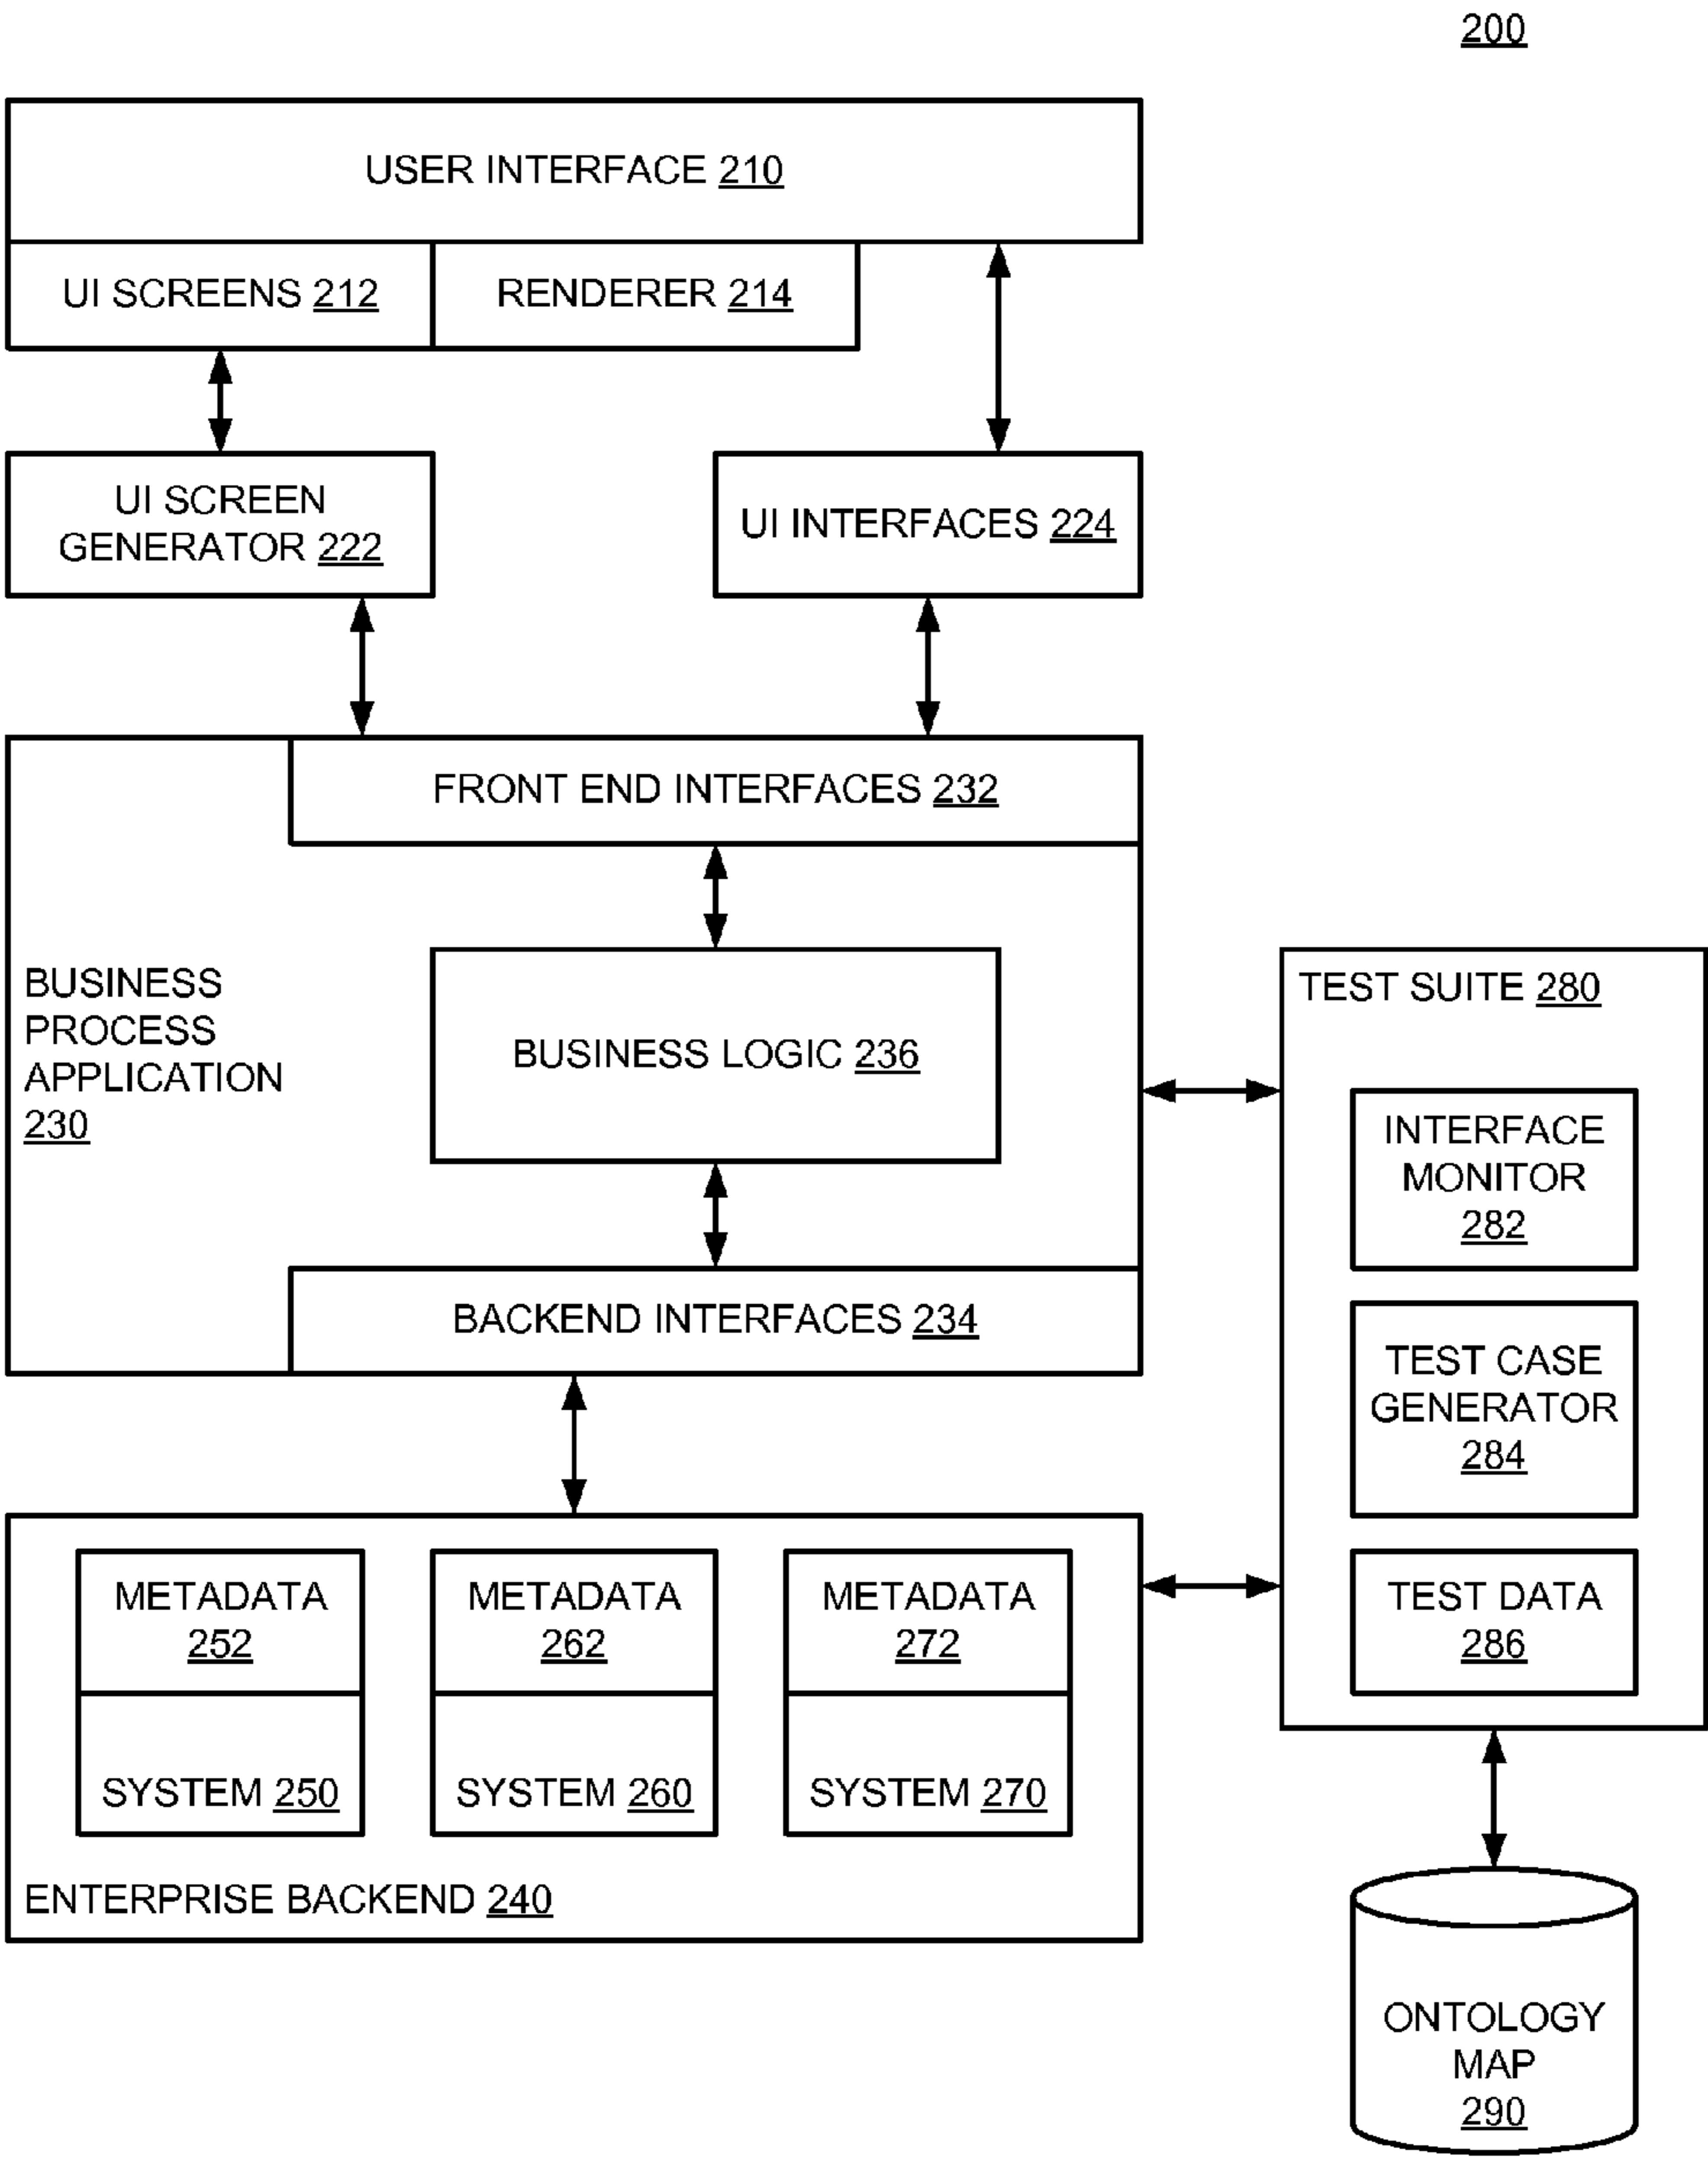 200
USER INTERFACE 210
UI SCREENS 212
RENDERER 214
UI SCREEN
GENERATOR 222
UI INTERFACES 224
FRONT END INTERFACES 232
BUSINESS
PROCESS
APPLICATION
230
BUSINESS LOGIC 236
BACKEND INTERFACES 234
TEST SUITE 280
INTERFACE
MONITOR
282
TEST CASE
GENERATOR
284
TEST DATA
286
METADATA
252
SYSTEM 250
METADATA
262
SYSTEM 260
METADATA
272
SYSTEM 270
ENTERPRISE BACKEND 240
ONTOLOGY
MAP
290